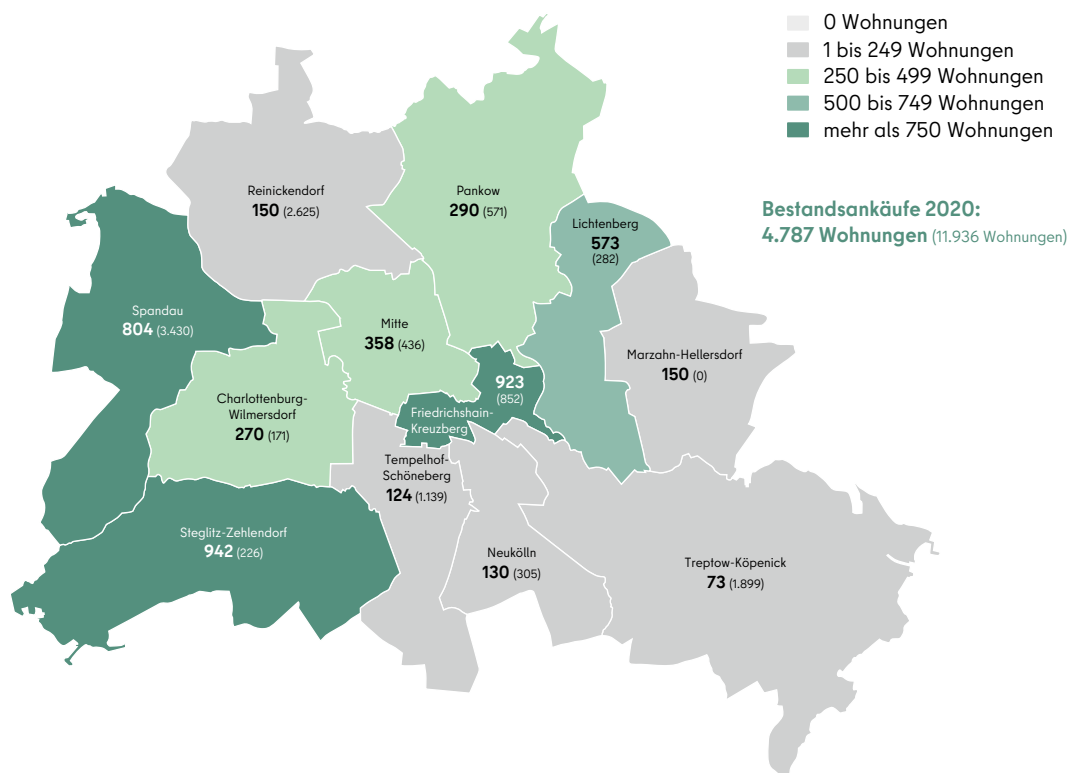 0 Wohnungen
1 bis 249 Wohnungen
250 bis 499 Wohnungen
500 bis 749 Wohnungen
mehr als 750 Wohnungen
Bestandsankäufe 2020:
4.787 Wohnungen (11.936 Wohnungen)
Reinickendorf
150 (2.625)
Pankow
290 (571)
Lichtenberg
573
(282)
Spandau
804 (3.430)
Mitte
358 (436)
Marzahn-Hellersdorf
150 (0)
923
(852)
Friedrichshain-
Kreuzberg
Charlottenburg-
Wilmersdorf
270 (171)
Tempelhof-
Schöneberg
124 (1.139)
Steglitz-Zehlendorf
942 (226)
Neukölln
130 (305)
Treptow-Köpenick
73 (1.899)